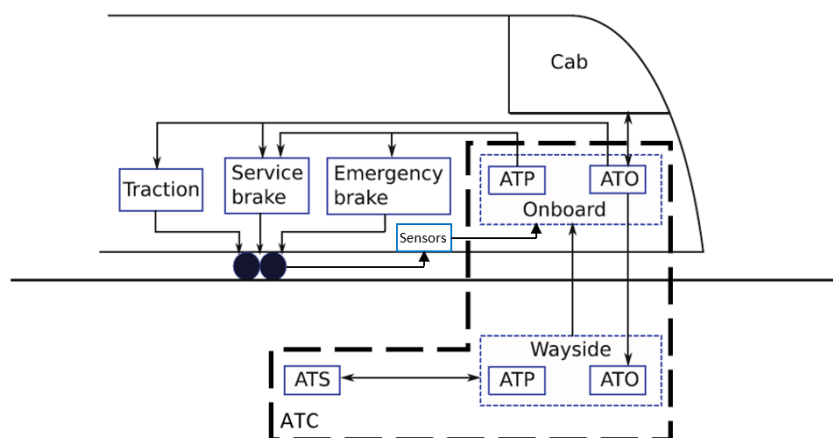 Cab
Traction
Service
brake
Emergency
brake
Sensors
ATP
ATO
Onboard
Wayside
ATS
ATP
ATO
ATC